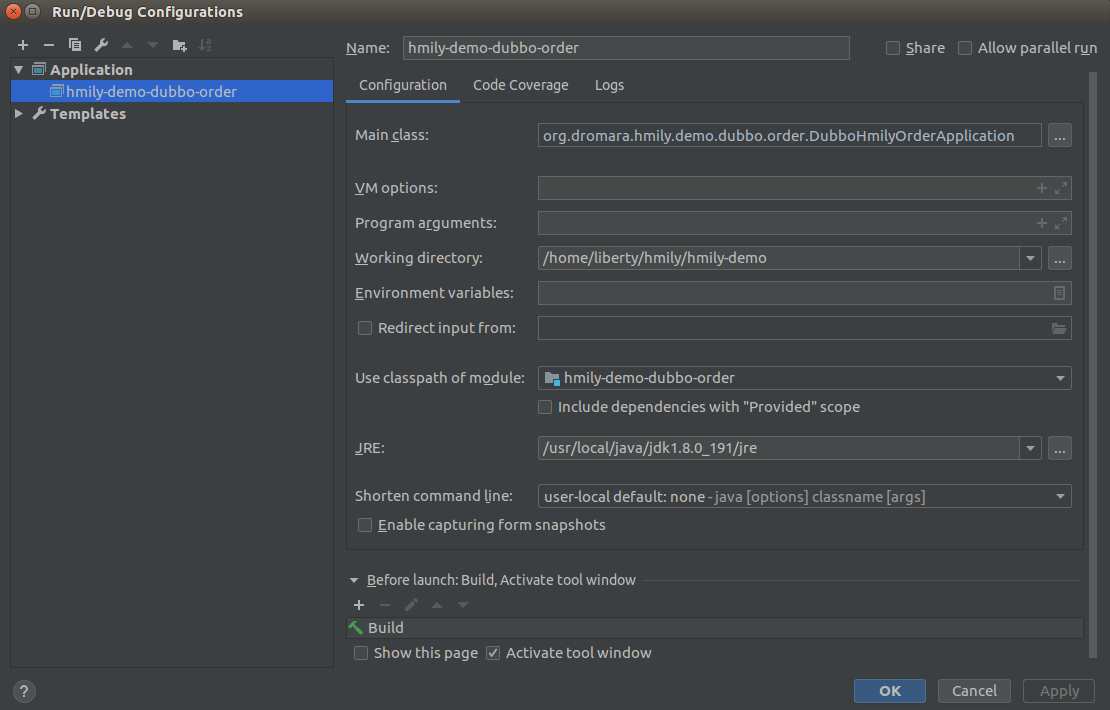 Run/Debug Configurations
Application
hmily-demo-dubbo-order
Templates
Name: hmily-demo-dubbo-order Share Allow parallel run
Configuration Code Coverage Logs
Main class: org.dromara.hmily.demo.dubbo.order.DubboHmilyOrderApplication ...
VM options:
Program arguments:
Working directory: /home/liberty/hmily/hmily-demo ...
Environment variables:
Redirect input from:
Use classpath of module: hmily-demo-dubbo-order
Include dependencies with "Provided" scope
JRE: /usr/local/java/jdk1.8.0_191/jre ...
Shorten command line: user-local default: none - java [options] classname [args]
Enable capturing form snapshots
Before launch: Build, Activate tool window
Build
Show this page Activate tool window
? OK Cancel Apply